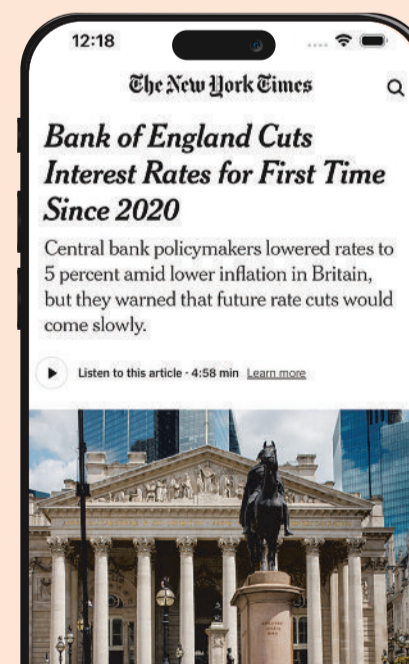 12:18
The New York Times
Bank of England Cuts
Interest Rates for First Time
Since 2020
Central bank policymakers lowered rates to
5 percent amid lower inflation in Britain,
but they warned that future rate cuts would
come slowly.
Listen to this article · 4:58 min Learn more